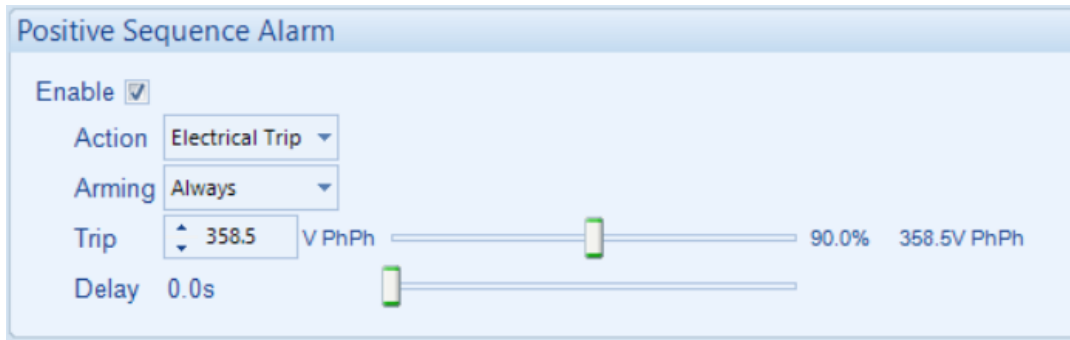 Positive Sequence Alarm
Enable
Action Electrical Trip
Arming Always
Trip 358.5 V PhPh 90.0% 358.5V PhPh
Delay 0.0s